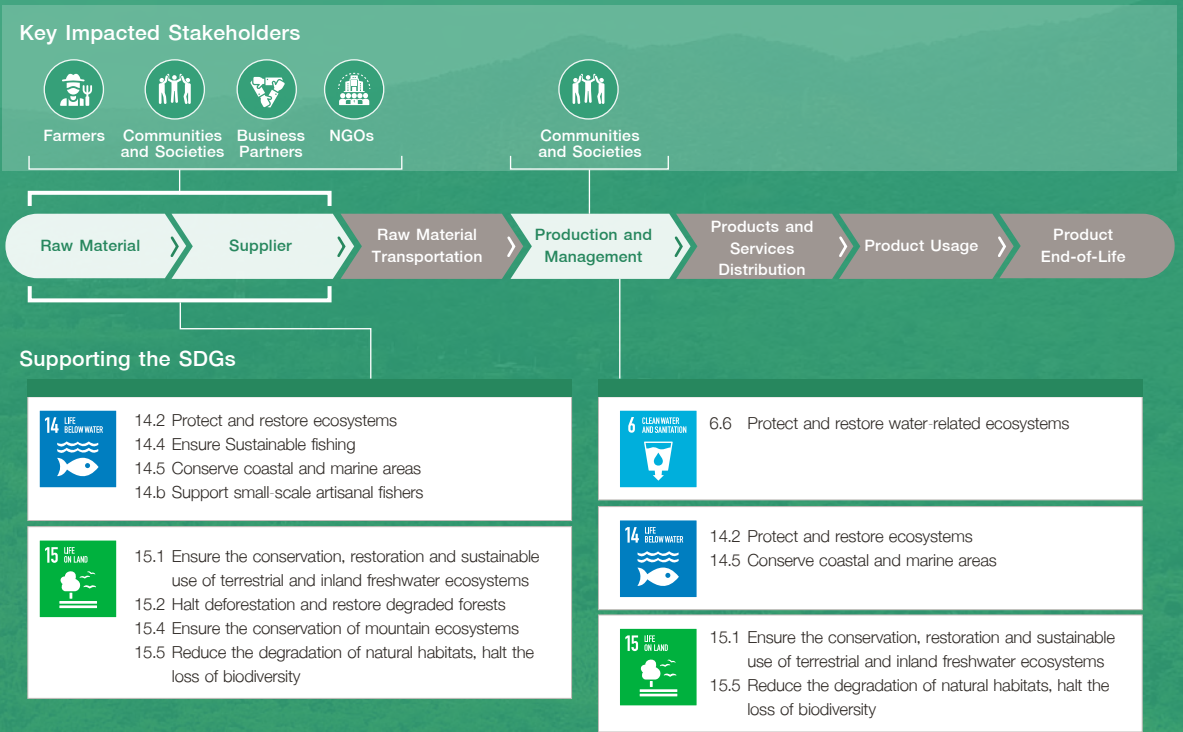 Key Impacted Stakeholders
Farmers
Communities
and Societies
Business
Partners
NGOs
Communities
and Societies
Raw Material
Supplier
Raw Material
Transportation
Production and
Management
Products and
Services
Distribution
Product Usage
Product
End-of-Life
Supporting the SDGs
14 LIFE
BELOW WATER
14.2 Protect and restore ecosystems
14.4 Ensure Sustainable fishing
14.5 Conserve coastal and marine areas
14.b Support small-scale artisanal fishers
15 LIFE
ON LAND
15.1 Ensure the conservation, restoration and sustainable
use of terrestrial and inland freshwater ecosystems
15.2 Halt deforestation and restore degraded forests
15.4 Ensure the conservation of mountain ecosystems
15.5 Reduce the degradation of natural habitats, halt the
loss of biodiversity
6 CLEAN WATER
AND SANITATION
6.6 Protect and restore water-related ecosystems
14 LIFE
BELOW WATER
14.2 Protect and restore ecosystems
14.5 Conserve coastal and marine areas
15 LIFE
ON LAND
15.1 Ensure the conservation, restoration and sustainable
use of terrestrial and inland freshwater ecosystems
15.5 Reduce the degradation of natural habitats, halt the
loss of biodiversity